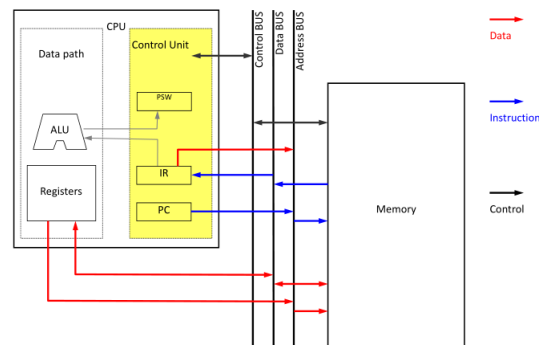 CPU
Data path
Control Unit
PSW
ALU
IR
Registers
PC
Control BUS
Data BUS
Address BUS
Memory
Data
Instruction
Control